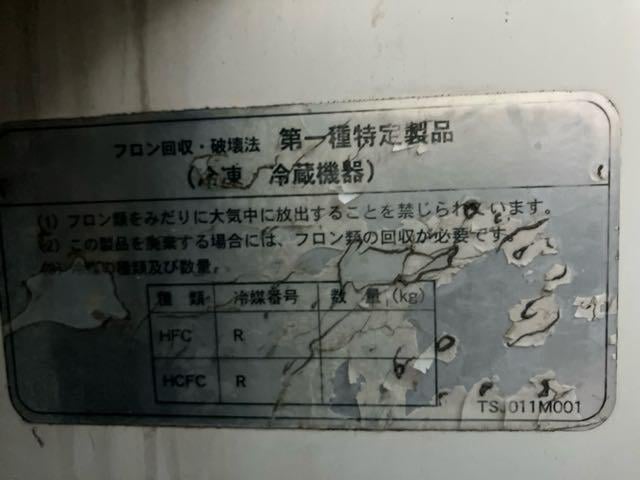 フロン回収・破壊法 第一種特定製品
(冷凍 冷蔵機器)
(1) フロン類をみだりに大気中に放出することを禁じられています。
(2) この製品を廃棄する場合には、フロン類の回収が必要です。
の種類及び数量
種類 冷媒番号 数量(kg)
HFC R
HCFC R
TSJ011M001